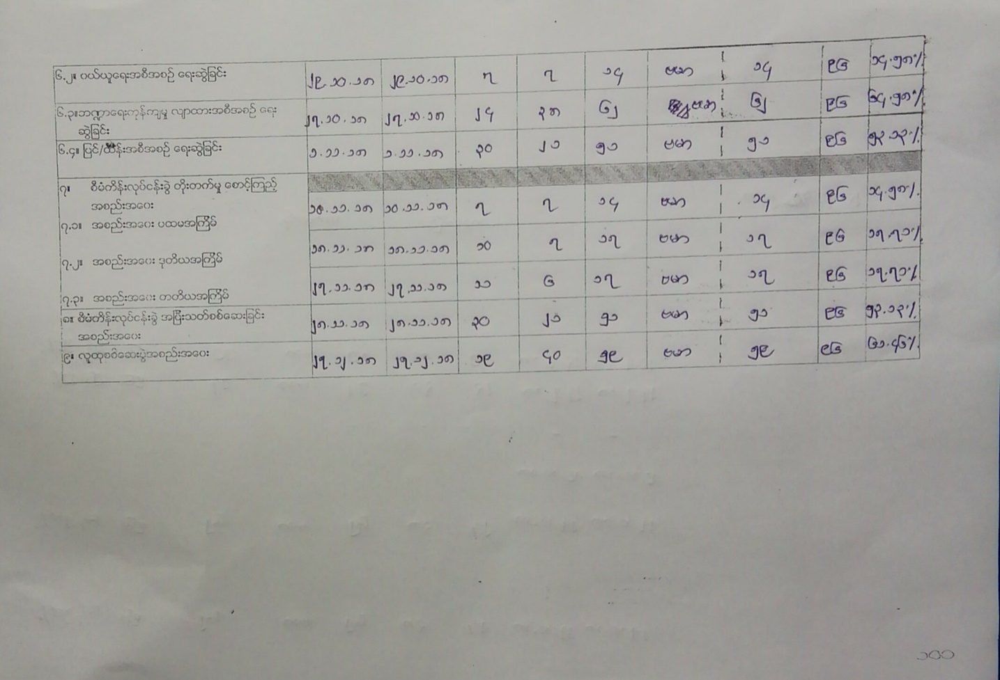 ၆.၂။ ဝယ်ယူရေးအစီအစဉ် ရေးဆွဲခြင်း ၂၉.၁၀.၁၈ ၂၉.၁၀.၁၈ ၇ ၇ ၁၄ ဗမာ ၁၄ ၉၆ ၁၄.၅၈%
၆.၃။ဘဏ္ဍာရေးကုန်ကျမှု လျာထားအစီအစဉ် ရေး ၂၇.၁၀.၁၈ ၂၇.၁၀.၁၈ ၂၄ ၃၈ ၆၂ ဗမာ ၆၂ ၉၆ ၆၄.၅၈%
ဆွဲခြင်း
၆.၄။ ပြင်/ထိန်းအစီအစဉ် ရေးဆွဲခြင်း ၁.၁၁.၁၈ ၁.၁၁.၁၈ ၃၀ ၂၁ ၅၁ ဗမာ ၅၁ ၉၆ ၅၃.၁၃%
၇။ စီမံကိန်းလုပ်ငန်းခွဲ တိုးတက်မှု စောင့်ကြည့်
အစည်းအဝေး ၁၀.၁၁.၁၈ ၁၀.၁၁.၁၈ ၇ ၇ ၁၄ ဗမာ ၁၄ ၉၆ ၁၄.၅၈%
၇.၁။ အစည်းအဝေး ပထမအကြိမ်
၁၈.၁၁.၁၈ ၁၈.၁၁.၁၈ ၁၀ ၇ ၁၇ ဗမာ ၁၇ ၉၆ ၁၇.၇၁%
၇.၂။ အစည်းအဝေး ဒုတိယအကြိမ်
၂၇.၁၁.၁၈ ၂၇.၁၁.၁၈ ၁၁ ၆ ၁၇ ဗမာ ၁၇ ၉၆ ၁၇.၇၁%
၇.၃။ အစည်းအဝေး တတိယအကြိမ်
၈။ စီမံကိန်းလုပ်ငန်းခွဲ အပြီးသတ်စစ်ဆေးခြင်း ၂၈.၁၁.၁၈ ၂၈.၁၁.၁၈ ၃၀ ၂၁ ၅၁ ဗမာ ၅၁ ၉၆ ၅၃.၁၃%
အစည်းအဝေး
၉။ လူထုစစ်ဆေးပွဲအစည်းအဝေး ၂၇.၁၂.၁၈ ၂၇.၁၂.၁၈ ၁၉ ၄၀ ၅၉ ဗမာ ၅၉ ၉၆ ၆၁.၄၆%
၁၀၀